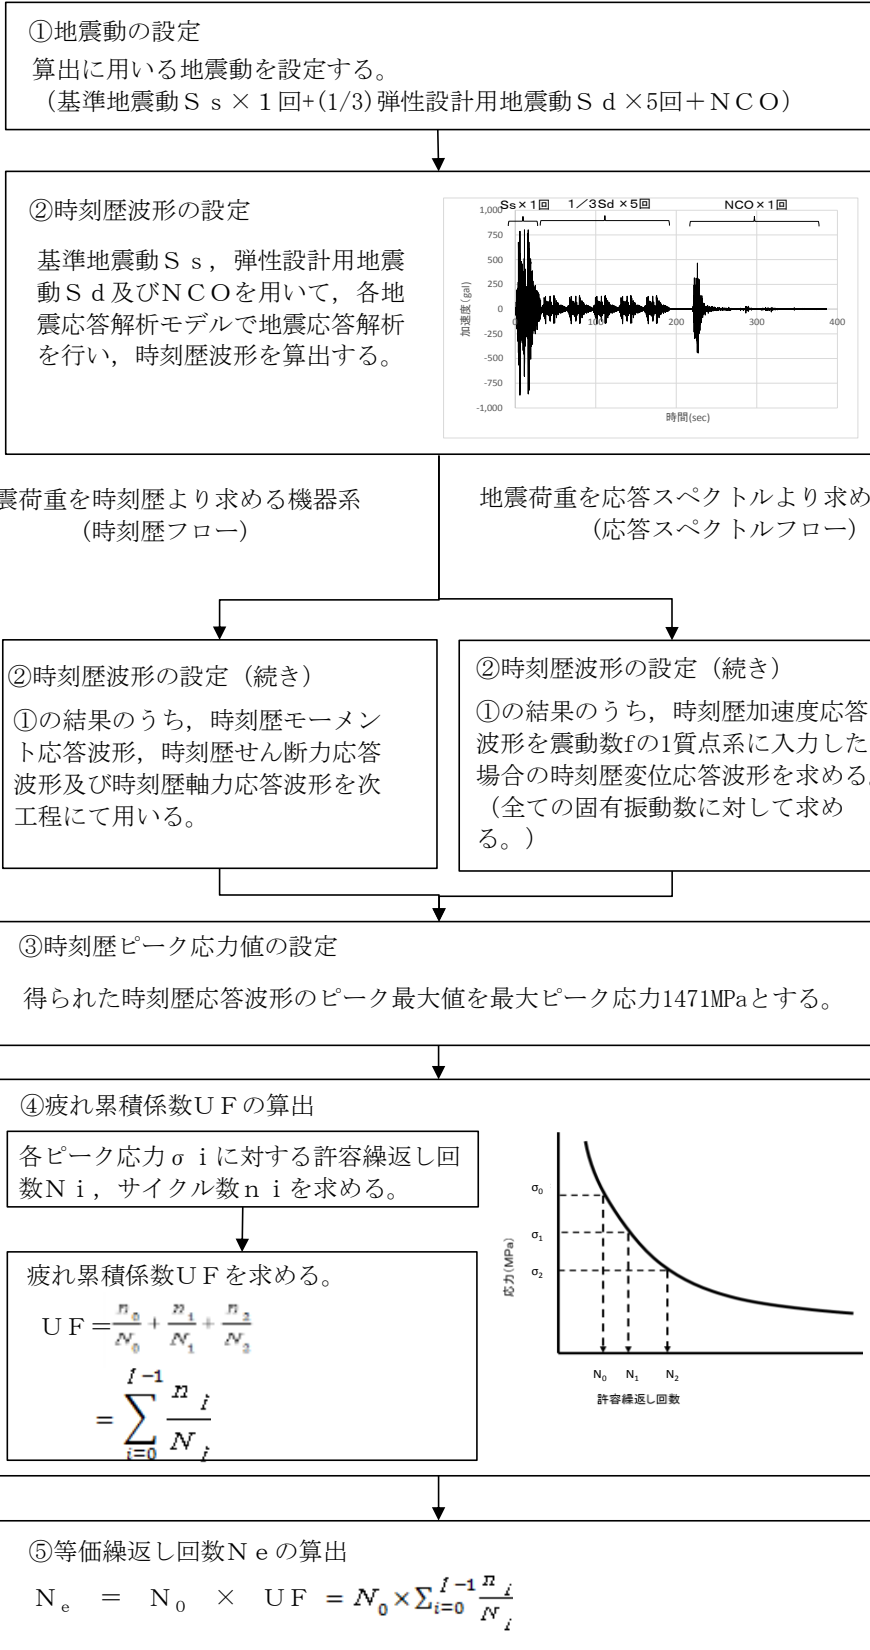 ①地震動の設定
算出に用いる地震動を設定する。
（基準地震動Ｓｓ×１回+(1/3)弾性設計用地震動Ｓｄ×5回＋ＮＣＯ）
②時刻歴波形の設定
基準地震動Ｓｓ，弾性設計用地震
動Ｓｄ及びＮＣＯを用いて，各地
震応答解析モデルで地震応答解析
を行い，時刻歴波形を算出する。
Ss×1回 1／3Sd×5回 NCO×1回
1,000
750
500
250
0
-250
-500
-750
-1,000
加速度(gal)
0 100 200 300 400
時間(sec)
震荷重を時刻歴より求める機器系
（時刻歴フロー）
地震荷重を応答スペクトルより求め
（応答スペクトルフロー）
②時刻歴波形の設定（続き）
①の結果のうち，時刻歴モーメン
ト応答波形，時刻歴せん断力応答
波形及び時刻歴軸力応答波形を次
工程にて用いる。
②時刻歴波形の設定（続き）
①の結果のうち，時刻歴加速度応答
波形を震動数fの1質点系に入力した
場合の時刻歴変位応答波形を求める。
（全ての固有振動数に対して求め
る。）
③時刻歴ピーク応力値の設定
得られた時刻歴応答波形のピーク最大値を最大ピーク応力1471MPaとする。
④疲れ累積係数ＵＦの算出
各ピーク応力σｉに対する許容繰返し回
数Ｎｉ，サイクル数ｎｉを求める。
疲れ累積係数ＵＦを求める。
ＵＦ=n₀/N₀+n₁/N₁+n₂/N₂
=∑_{i=0}^{I-1} n_i/N_i
σ₀
σ₁
σ₂
応力(MPa)
N₀ N₁ N₂
許容繰返し回数
⑤等価繰返し回数Ｎｅの算出
Ｎₑ ＝ Ｎ₀ × ＵＦ = N₀×∑_{i=0}^{I-1} n_i/N_i